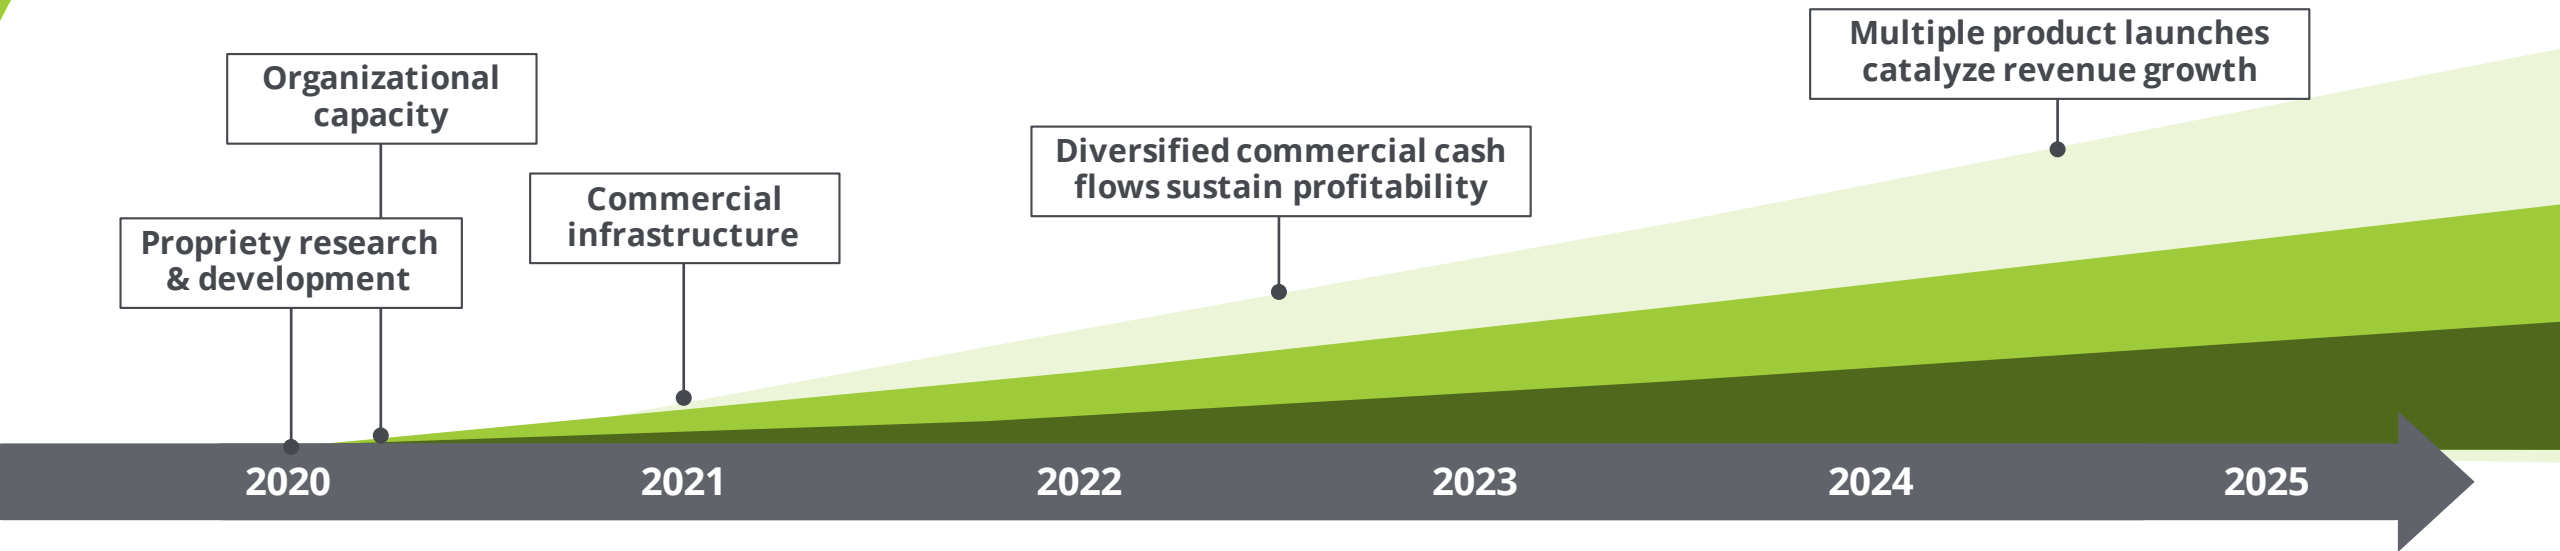 Organizational
capacity
Propriety research
& development
Commercial
infrastructure
Diversified commercial cash
flows sustain profitability
Multiple product launches
catalyze revenue growth
2020 2021 2022 2023 2024 2025